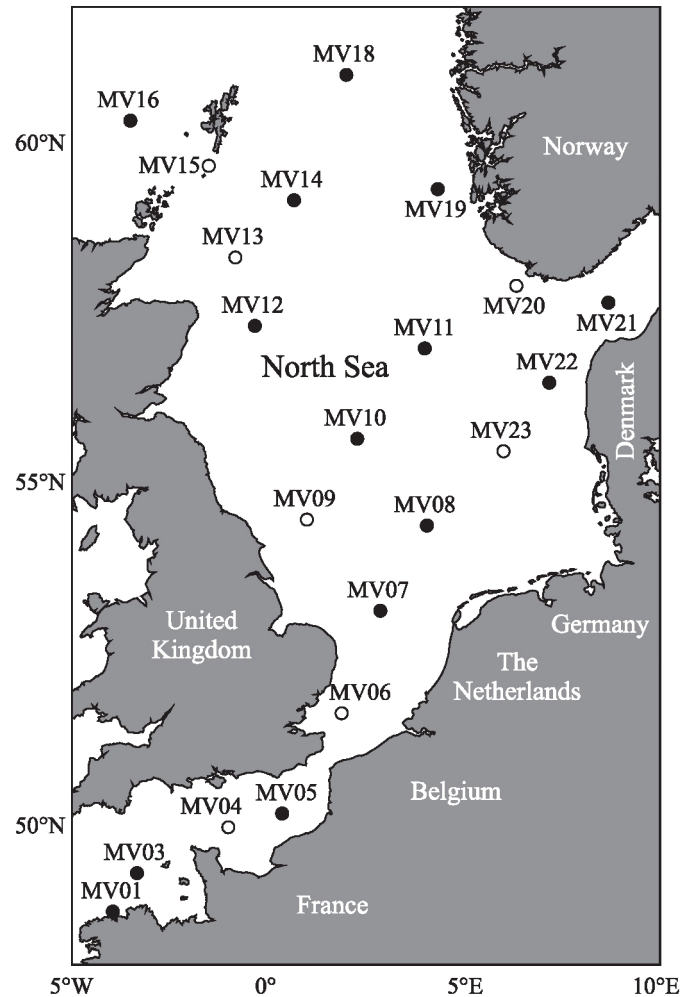 MV18
MV16
60°N
Norway
MV15
MV14
MV19
MV13
MV20
MV12
MV21
MV11
North Sea
MV22
Denmark
MV10
MV23
55°N
MV09
MV08
MV07
United
Kingdom
Germany
The
Netherlands
MV06
MV05
MV04
Belgium
50°N
MV03
MV01
France
5°W
0°
5°E
10°E